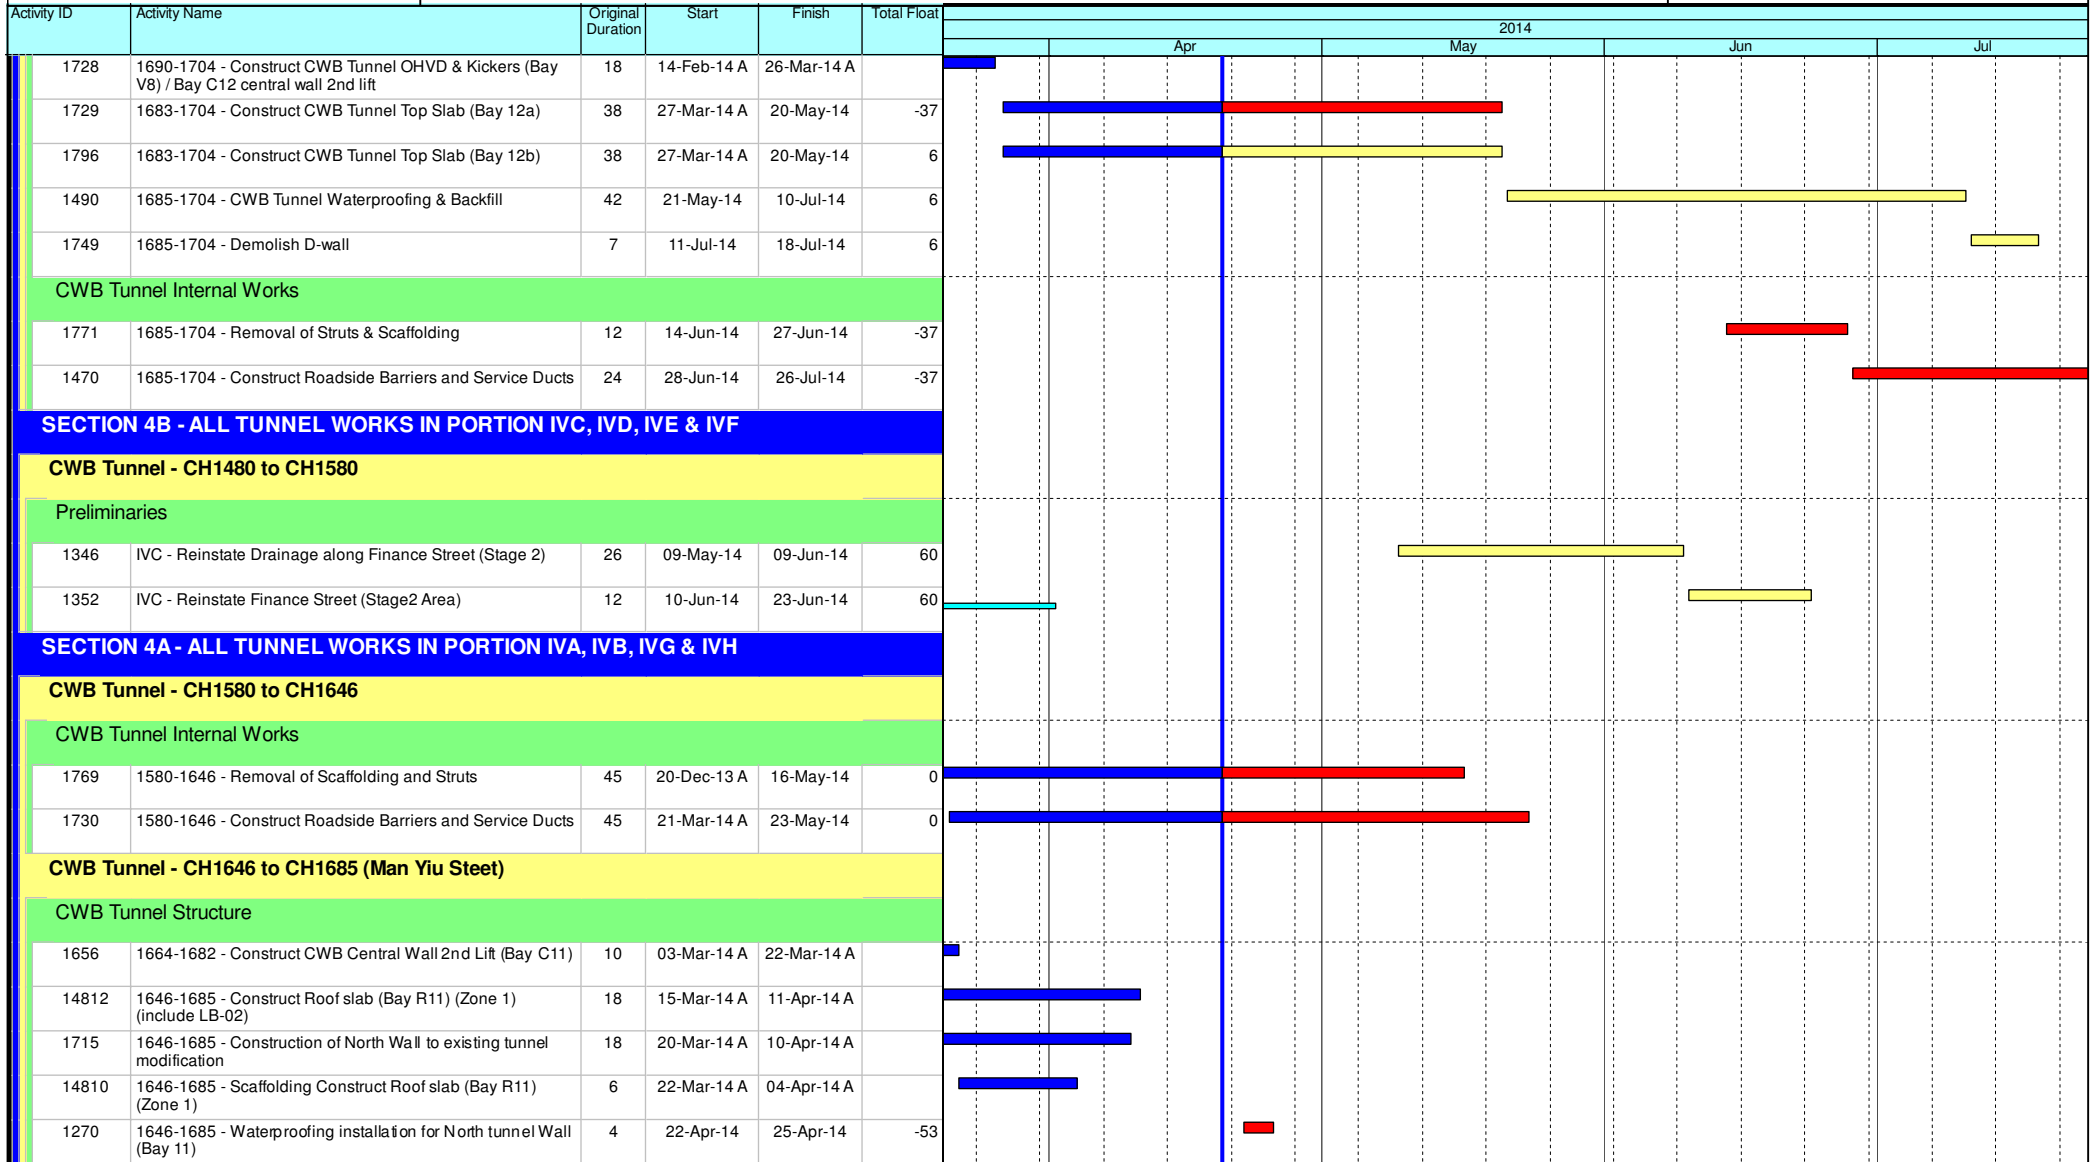 Activity ID Activity Name Original Duration Start Finish Total Float
2014
Apr May Jun Jul
1728 1690-1704 - Construct CWB Tunnel OHVD & Kickers (Bay 18 14-Feb-14 A 26-Mar-14 A
V8) / Bay C12 central wall 2nd lift
1729 1683-1704 - Construct CWB Tunnel Top Slab (Bay 12a) 38 27-Mar-14 A 20-May-14 -37
1796 1683-1704 - Construct CWB Tunnel Top Slab (Bay 12b) 38 27-Mar-14 A 20-May-14 6
1490 1685-1704 - CWB Tunnel Waterproofing & Backfill 42 21-May-14 10-Jul-14 6
1749 1685-1704 - Demolish D-wall 7 11-Jul-14 18-Jul-14 6
CWB Tunnel Internal Works
1771 1685-1704 - Removal of Struts & Scaffolding 12 14-Jun-14 27-Jun-14 -37
1470 1685-1704 - Construct Roadside Barriers and Service Ducts 24 28-Jun-14 26-Jul-14 -37
SECTION 4B - ALL TUNNEL WORKS IN PORTION IVC, IVD, IVE & IVF
CWB Tunnel - CH1480 to CH1580
Preliminaries
1346 IVC - Reinstate Drainage along Finance Street (Stage 2) 26 09-May-14 09-Jun-14 60
1352 IVC - Reinstate Finance Street (Stage2 Area) 12 10-Jun-14 23-Jun-14 60
SECTION 4A - ALL TUNNEL WORKS IN PORTION IVA, IVB, IVG & IVH
CWB Tunnel - CH1580 to CH1646
CWB Tunnel Internal Works
1769 1580-1646 - Removal of Scaffolding and Struts 45 20-Dec-13 A 16-May-14 0
1730 1580-1646 - Construct Roadside Barriers and Service Ducts 45 21-Mar-14 A 23-May-14 0
CWB Tunnel - CH1646 to CH1685 (Man Yiu Steet)
CWB Tunnel Structure
1656 1664-1682 - Construct CWB Central Wall 2nd Lift (Bay C11) 10 03-Mar-14 A 22-Mar-14 A
14812 1646-1685 - Construct Roof slab (Bay R11) (Zone 1) 18 15-Mar-14 A 11-Apr-14 A
(include LB-02)
1715 1646-1685 - Construction of North Wall to existing tunnel 18 20-Mar-14 A 10-Apr-14 A
modification
14810 1646-1685 - Scaffolding Construct Roof slab (Bay R11) 6 22-Mar-14 A 04-Apr-14 A
(Zone 1)
1270 1646-1685 - Waterproofing installation for North tunnel Wall 4 22-Apr-14 25-Apr-14 -53
(Bay 11)